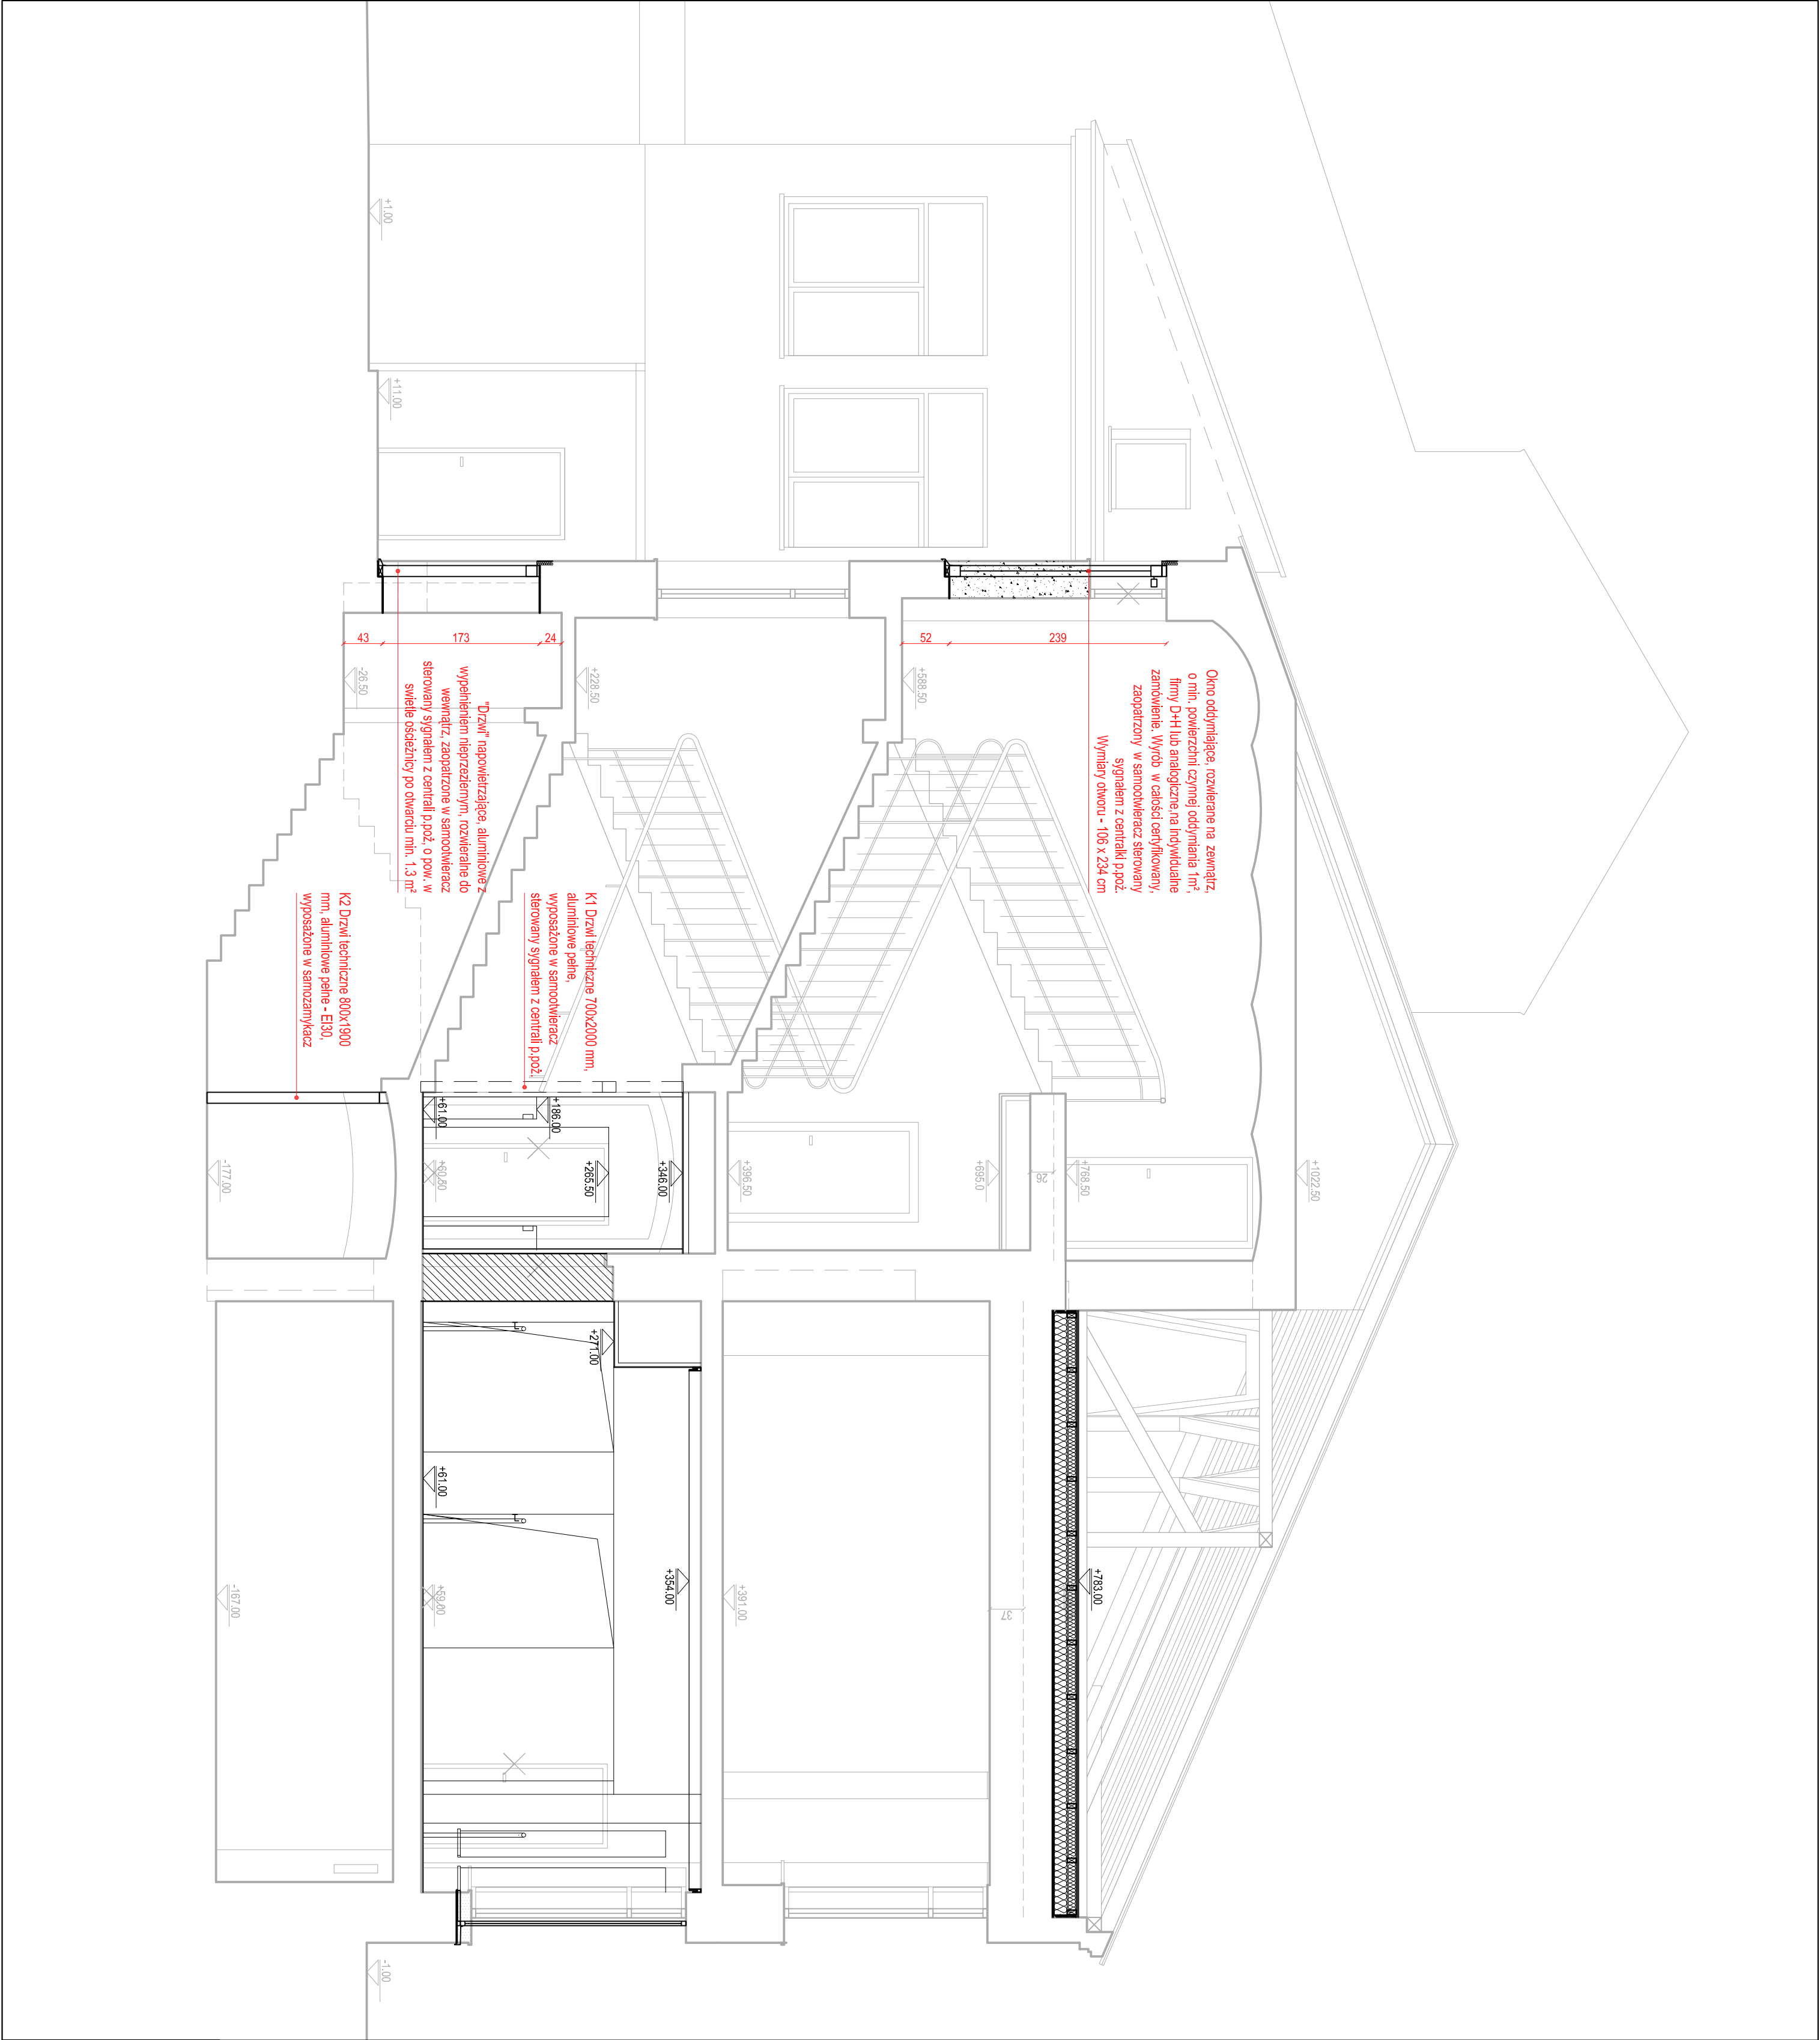 Okno oddymiające, rozwierane na zewnątrz,
o min. powierzchni czynnej oddymiania 1m²,
firmy D+H lub analogiczne,na indywidualne
zamówienie. Wyrób w całości certyfikowany,
zaopatrzony w samootwieracz sterowany
sygnałem z centralki p.poż.
Wymiary otworu - 106 x 234 cm
"Drzwi" napowietrzające, aluminiowe z
wypełnieniem nieprzeziernym, rozwieralne do
wewnątrz, zaopatrzone w samootwieracz
sterowany sygnałem z centrali p.poż, o pow. w
świetle ościeżnicy po otwarciu min. 1.3 m²
K1 Drzwi techniczne 700x2000 mm,
aluminiowe pełne,
wyposażone w samootwieracz
sterowany sygnałem z centrali p.poż,
K2 Drzwi techniczne 800x1900
mm, aluminiowe pełne - EI30,
wyposażone w samozamykacz
+1.00
+11.00
43
173
24
52
239
-26.50
+228.50
+588.50
+1022.50
+768.50
26
+695.0
+396.50
+346.00
+265.50
+186.00
+61.00
+60.50
-177.00
+271.00
+61.00
+783.00
37
+391.00
+354.00
+59.00
-167.00
-1.00